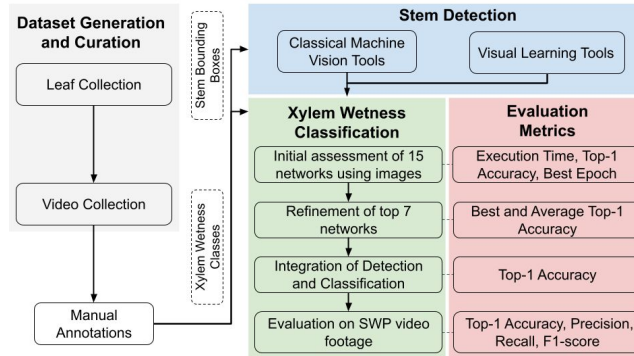 Dataset Generation
and Curation
Leaf Collection
Video Collection
Manual
Annotations
Stem Bounding
Boxes
Xylem Wetness
Classes
Stem Detection
Classical Machine
Vision Tools
Visual Learning Tools
Xylem Wetness
Classification
Initial assessment of 15
networks using images
Refinement of top 7
networks
Integration of Detection
and Classification
Evaluation on SWP video
footage
Evaluation
Metrics
Execution Time, Top-1
Accuracy, Best Epoch
Best and Average Top-1
Accuracy
Top-1 Accuracy
Top-1 Accuracy, Precision,
Recall, F1-score